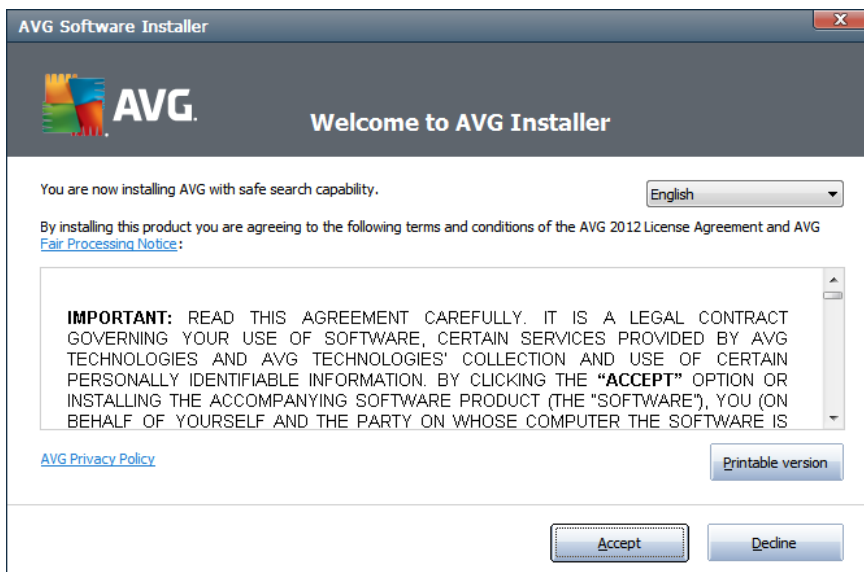 AVG Software Installer
AVG.
Welcome to AVG Installer
You are now installing AVG with safe search capability.
English
By installing this product you are agreeing to the following terms and conditions of the AVG 2012 License Agreement and AVG
Fair Processing Notice:
IMPORTANT: READ THIS AGREEMENT CAREFULLY. IT IS A LEGAL CONTRACT
GOVERNING YOUR USE OF SOFTWARE, CERTAIN SERVICES PROVIDED BY AVG
TECHNOLOGIES AND AVG TECHNOLOGIES' COLLECTION AND USE OF CERTAIN
PERSONALLY IDENTIFIABLE INFORMATION. BY CLICKING THE “ACCEPT” OPTION OR
INSTALLING THE ACCOMPANYING SOFTWARE PRODUCT (THE "SOFTWARE"), YOU (ON
BEHALF OF YOURSELF AND THE PARTY ON WHOSE COMPUTER THE SOFTWARE IS
AVG Privacy Policy
Printable version
Accept
Decline